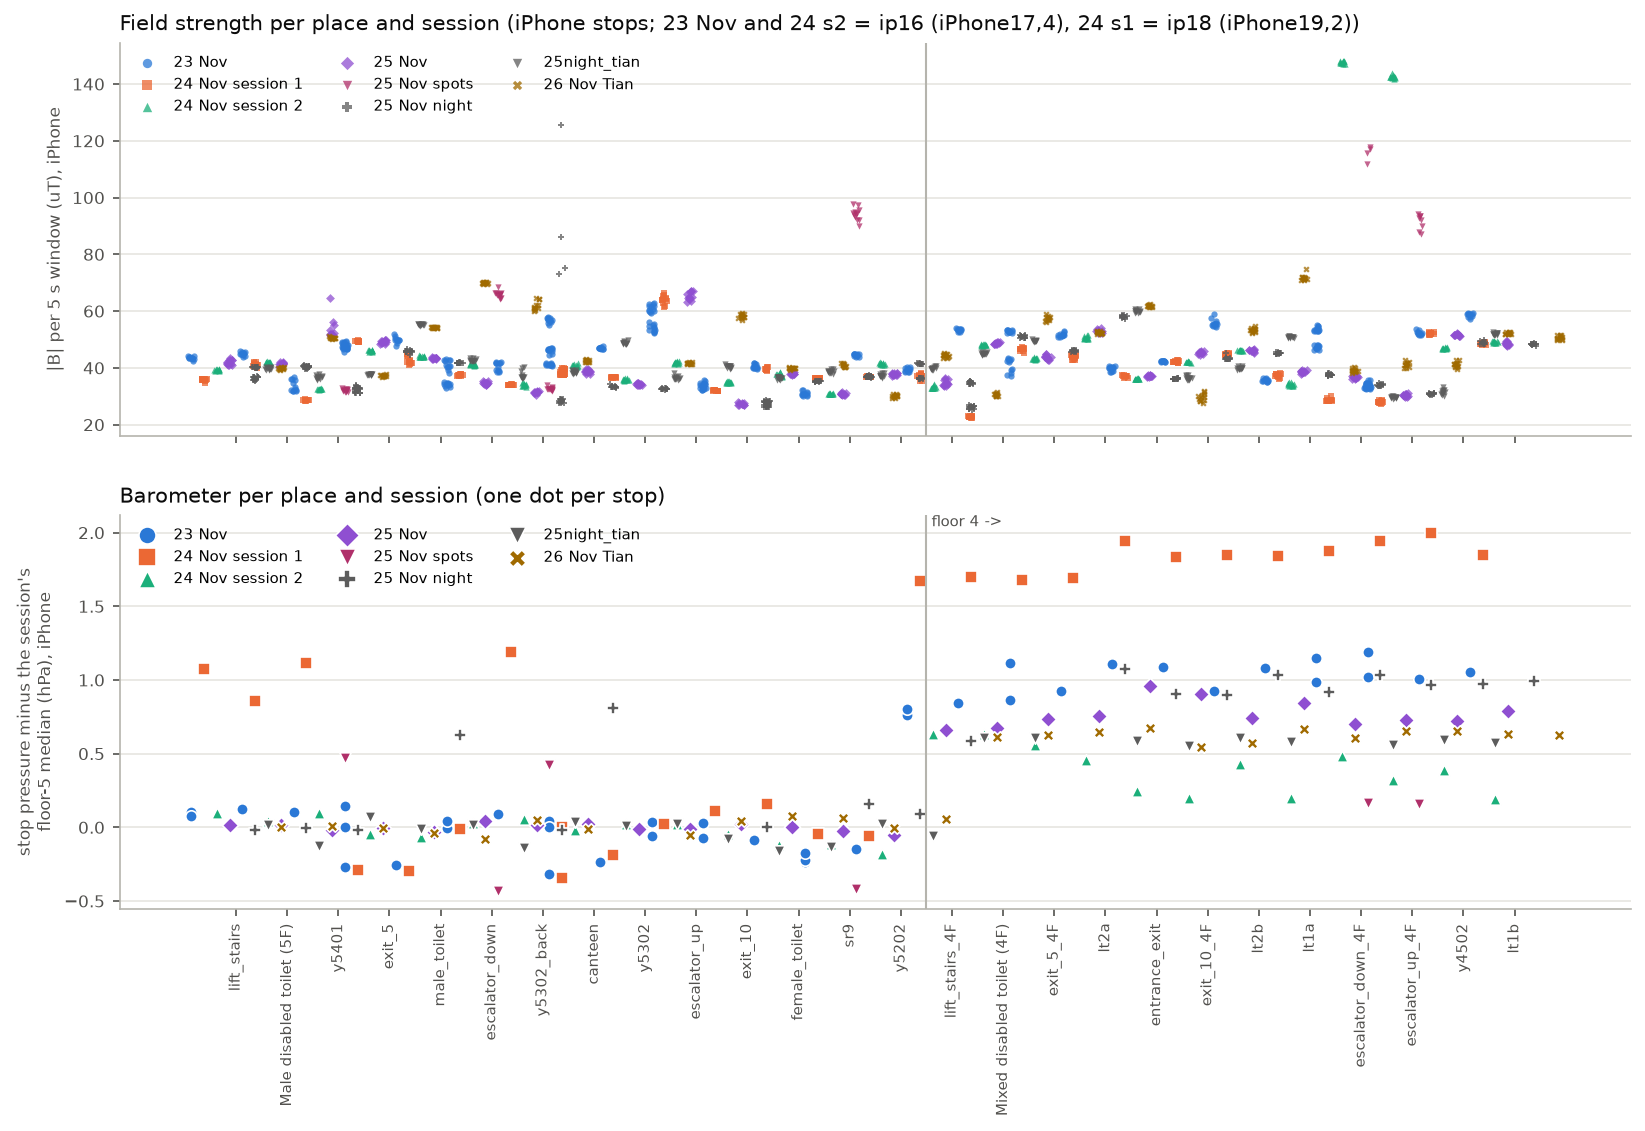 Field strength per place and session (iPhone stops; 23 Nov and 24 s2 = ip16 (iPhone17,4), 24 s1 = ip18 (iPhone19,2))
|B| per 5 s window (uT), iPhone
140
120
100
80
60
40
20
23 Nov
24 Nov session 1
24 Nov session 2
25 Nov
25 Nov spots
25 Nov night
25night_tian
26 Nov Tian
Barometer per place and session (one dot per stop)
stop pressure minus the session's
floor-5 median (hPa), iPhone
2.0
1.5
1.0
0.5
0.0
−0.5
23 Nov
24 Nov session 1
24 Nov session 2
25 Nov
25 Nov spots
25 Nov night
25night_tian
26 Nov Tian
floor 4 ->
lift_stairs
Male disabled toilet (5F)
y5401
exit_5
male_toilet
escalator_down
y5302_back
canteen
y5302
escalator_up
exit_10
female_toilet
sr9
y5202
lift_stairs_4F
Mixed disabled toilet (4F)
exit_5_4F
lt2a
entrance_exit
exit_10_4F
lt2b
lt1a
escalator_down_4F
escalator_up_4F
y4502
lt1b